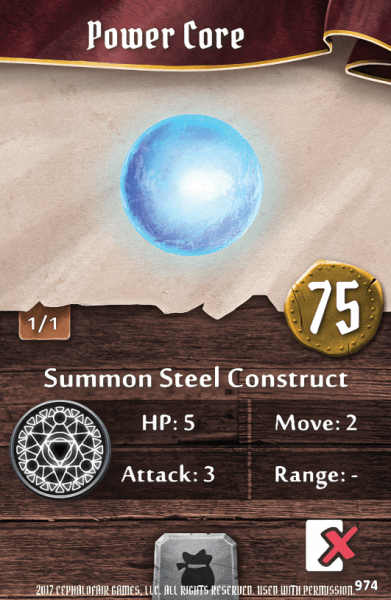 Power Core
75
1/1
Summon Steel Construct
HP: 5
Move: 2
Attack: 3
Range: -
2017 CEPHALOFAIR GAMES, LLC. ALL RIGHTS RESERVED. USED WITH PERMISSION. 974